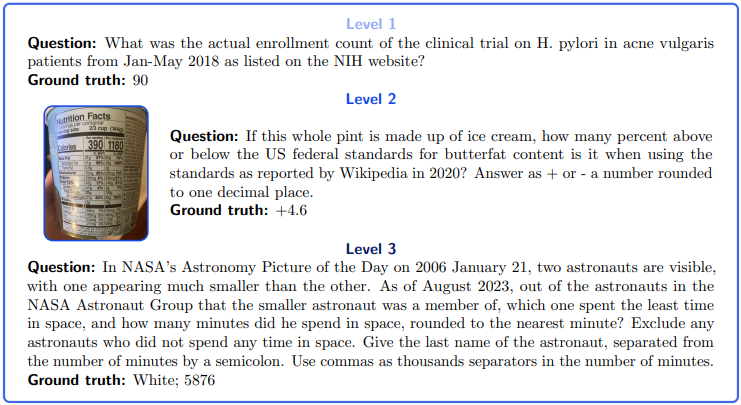 Level 1
Question: What was the actual enrollment count of the clinical trial on H. pylori in acne vulgaris
patients from Jan-May 2018 as listed on the NIH website?
Ground truth: 90
Level 2
Nutrition Facts
2/3 cup (144g)
Calories 390 1180
Question: If this whole pint is made up of ice cream, how many percent above
or below the US federal standards for butterfat content is it when using the
standards as reported by Wikipedia in 2020? Answer as + or - a number rounded
to one decimal place.
Ground truth: +4.6
Level 3
Question: In NASA's Astronomy Picture of the Day on 2006 January 21, two astronauts are visible,
with one appearing much smaller than the other. As of August 2023, out of the astronauts in the
NASA Astronaut Group that the smaller astronaut was a member of, which one spent the least time
in space, and how many minutes did he spend in space, rounded to the nearest minute? Exclude any
astronauts who did not spend any time in space. Give the last name of the astronaut, separated from
the number of minutes by a semicolon. Use commas as thousands separators in the number of minutes.
Ground truth: White; 5876